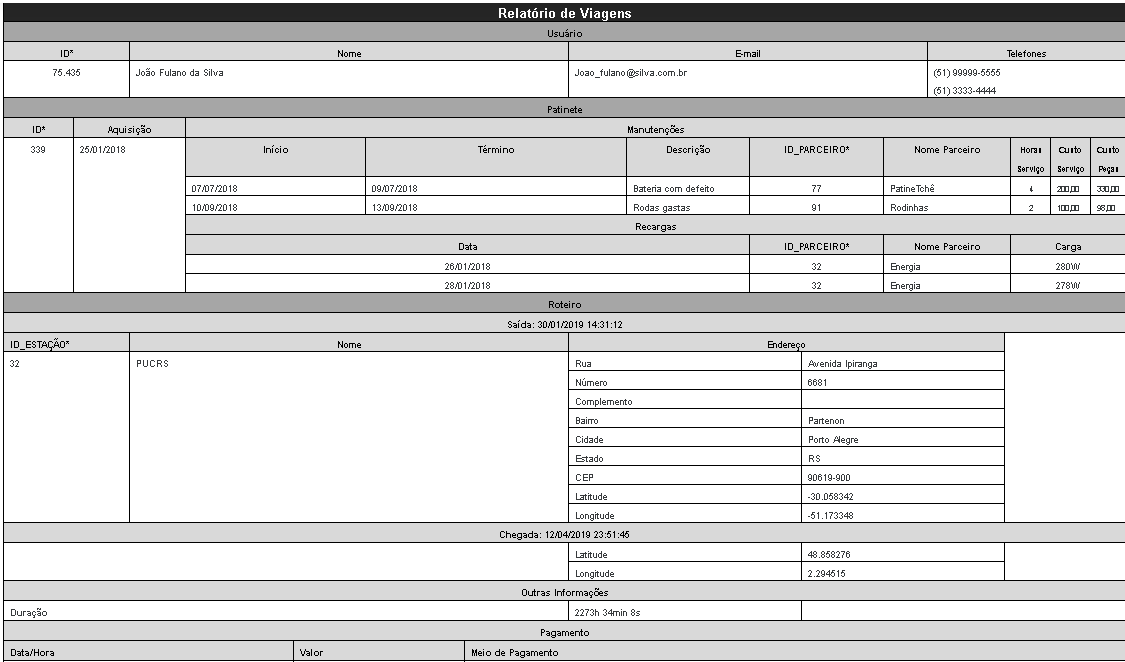 Relatório de Viagens
Usuário
ID* Nome E-mail Telefones
75.435 João Fulano da Silva Joao_fulano@silva.com.br (51) 99999-5555
(51) 3333-4444
Patinete
ID* Aquisição Manutenções
339 25/01/2018 Início Término Descrição ID_PARCEIRO* Nome Parceiro Horas Custo Custo
Serviço Serviço Peças
07/07/2018 09/07/2018 Bateria com defeito 77 PatineTchê 4 200,00 330,00
10/09/2018 13/09/2018 Rodas gastas 91 Rodinhas 2 100,00 98,00
Recargas
Data ID_PARCEIRO* Nome Parceiro Carga
26/01/2018 32 Energia 280W
28/01/2018 32 Energia 278W
Roteiro
Saída: 30/01/2019 14:31:12
ID_ESTAÇÃO* Nome Endereço
32 PUCRS Rua Avenida Ipiranga
Número 6681
Complemento
Bairro Partenon
Cidade Porto Alegre
Estado RS
CEP 90619-900
Latitude -30.058342
Longitude -51.173348
Chegada: 12/04/2019 23:51:45
Latitude 48.858276
Longitude 2.294515
Outras Informações
Duração 2273h 34min 8s
Pagamento
Data/Hora Valor Meio de Pagamento